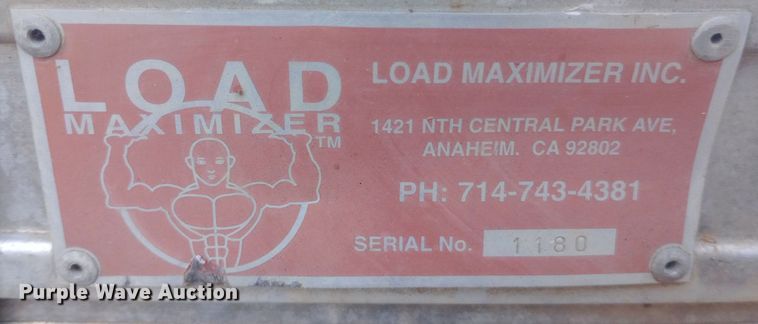 LOAD
MAXIMIZER
TM
LOAD MAXIMIZER INC.
1421 NTH CENTRAL PARK AVE,
ANAHEIM. CA 92802
PH: 714-743-4381
SERIAL No. 1180
Purple Wave Auction